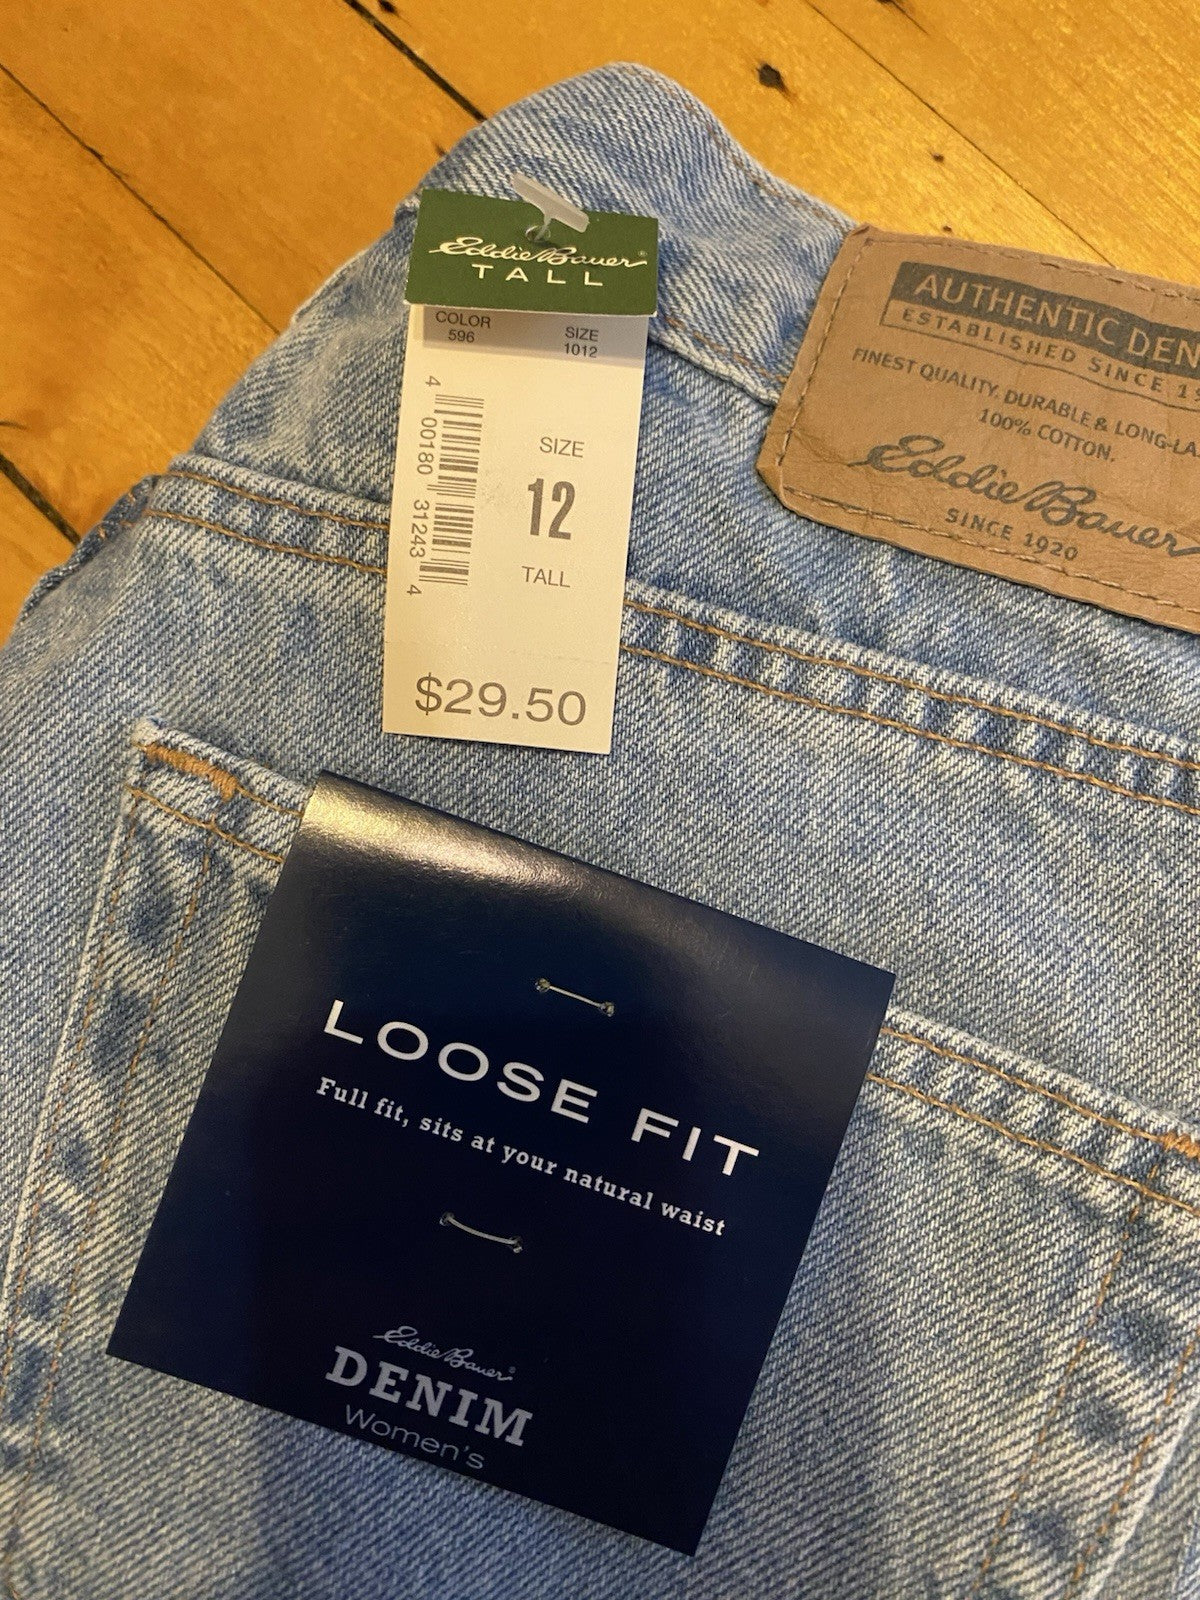 Eddie Bauer®
TALL
COLOR
596
SIZE
1012
4 00180 31243 4
SIZE
12
TALL
$29.50
AUTHENTIC DEN
ESTABLISHED SINCE 19
FINEST QUALITY, DURABLE & LONG-LA
100% COTTON.
Eddie Bauer
SINCE 1920
LOOSE FIT
Full fit, sits at your natural waist
Eddie Bauer®
DENIM
Women's